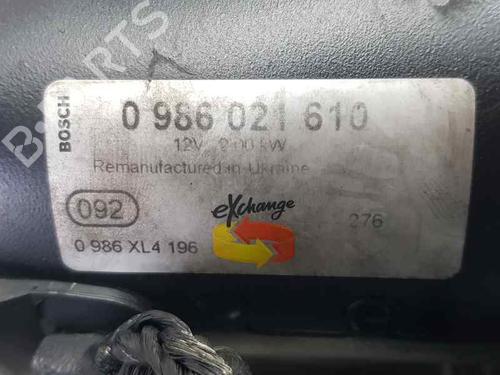 BOSCH
0 986 021 610
12V 2.00 kW
Remanufactured in Ukraine
092
eXchange
276
0 986 XL4 196
PARTS